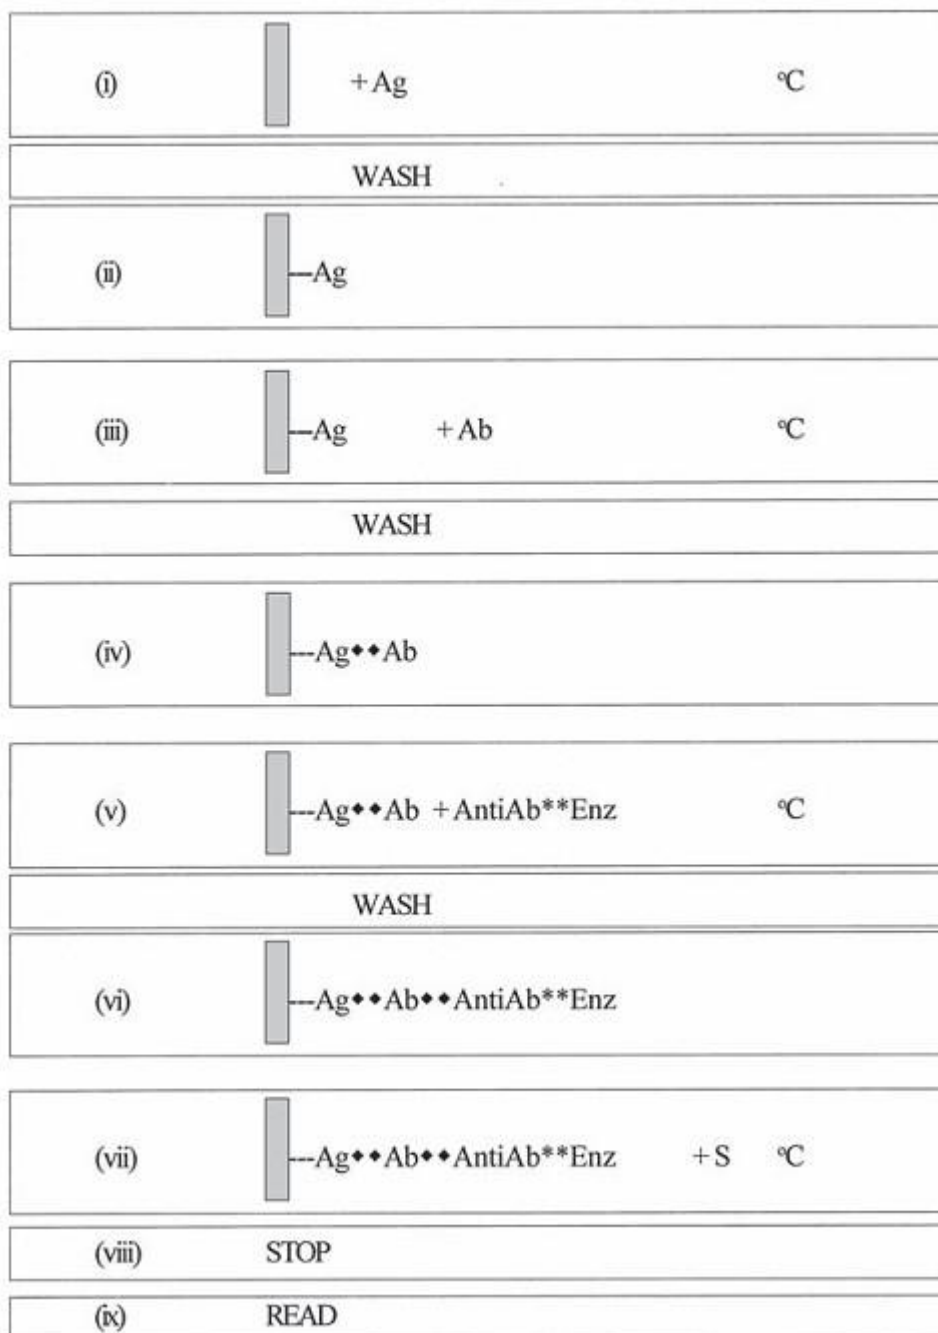 (i) + Ag °C
WASH
(ii) ---Ag
(iii) ---Ag + Ab °C
WASH
(iv) ---Ag◆◆Ab
(v) ---Ag◆◆Ab + AntiAb**Enz °C
WASH
(vi) ---Ag◆◆Ab◆◆AntiAb**Enz
(vii) ---Ag◆◆Ab◆◆AntiAb**Enz + S °C
(viii) STOP
(ix) READ